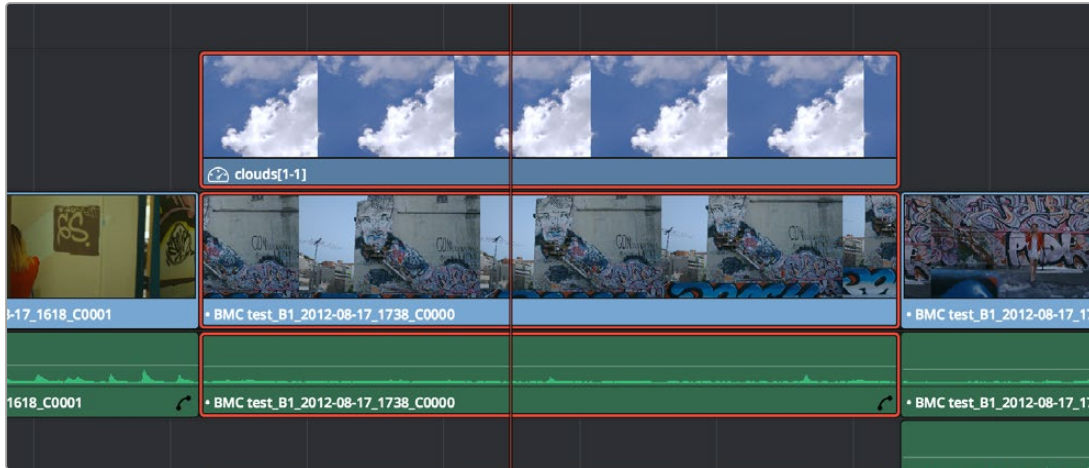 clouds[1-1]
3-17_1618_C0001
• BMC test_B1_2012-08-17_1738_C0000
• BMC test_B1_2012-08-17_17
1618_C0001
• BMC test_B1_2012-08-17_1738_C0000
• BMC test_B1_2012-08-17_17